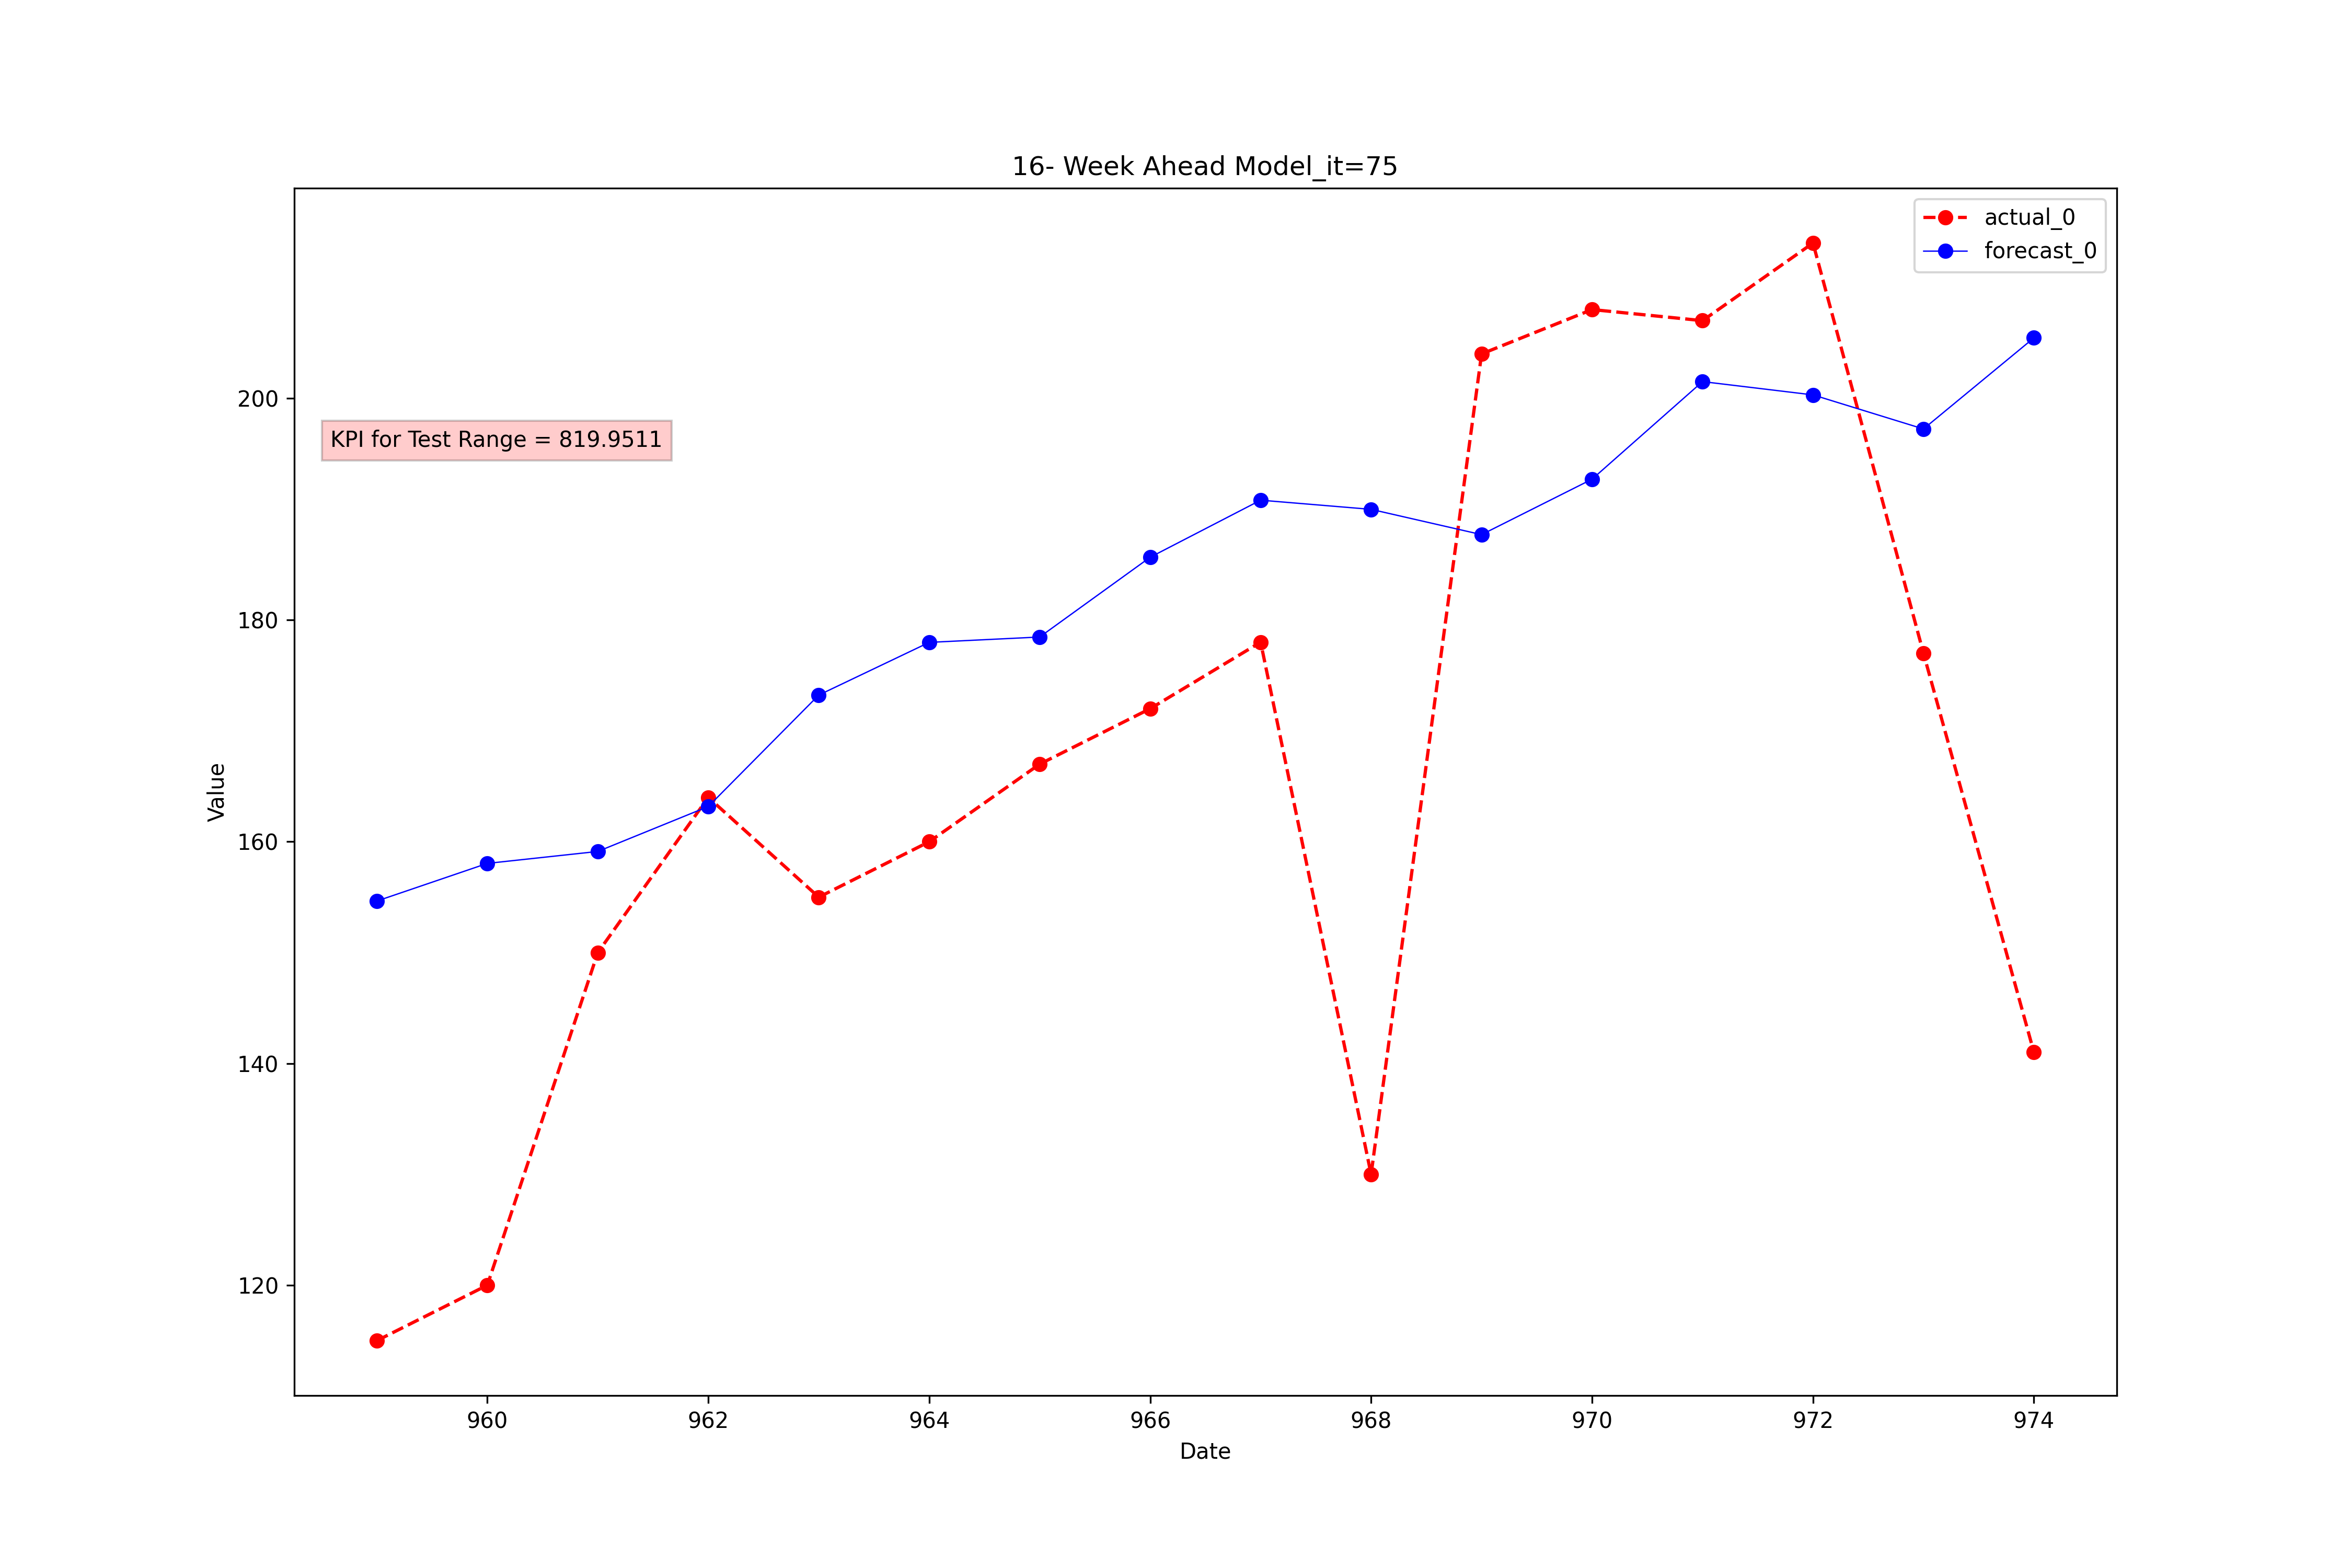 16- Week Ahead Model_it=75
actual_0
forecast_0
KPI for Test Range = 819.9511
200
180
160
140
120
Value
960 962 964 966 968 970 972 974
Date